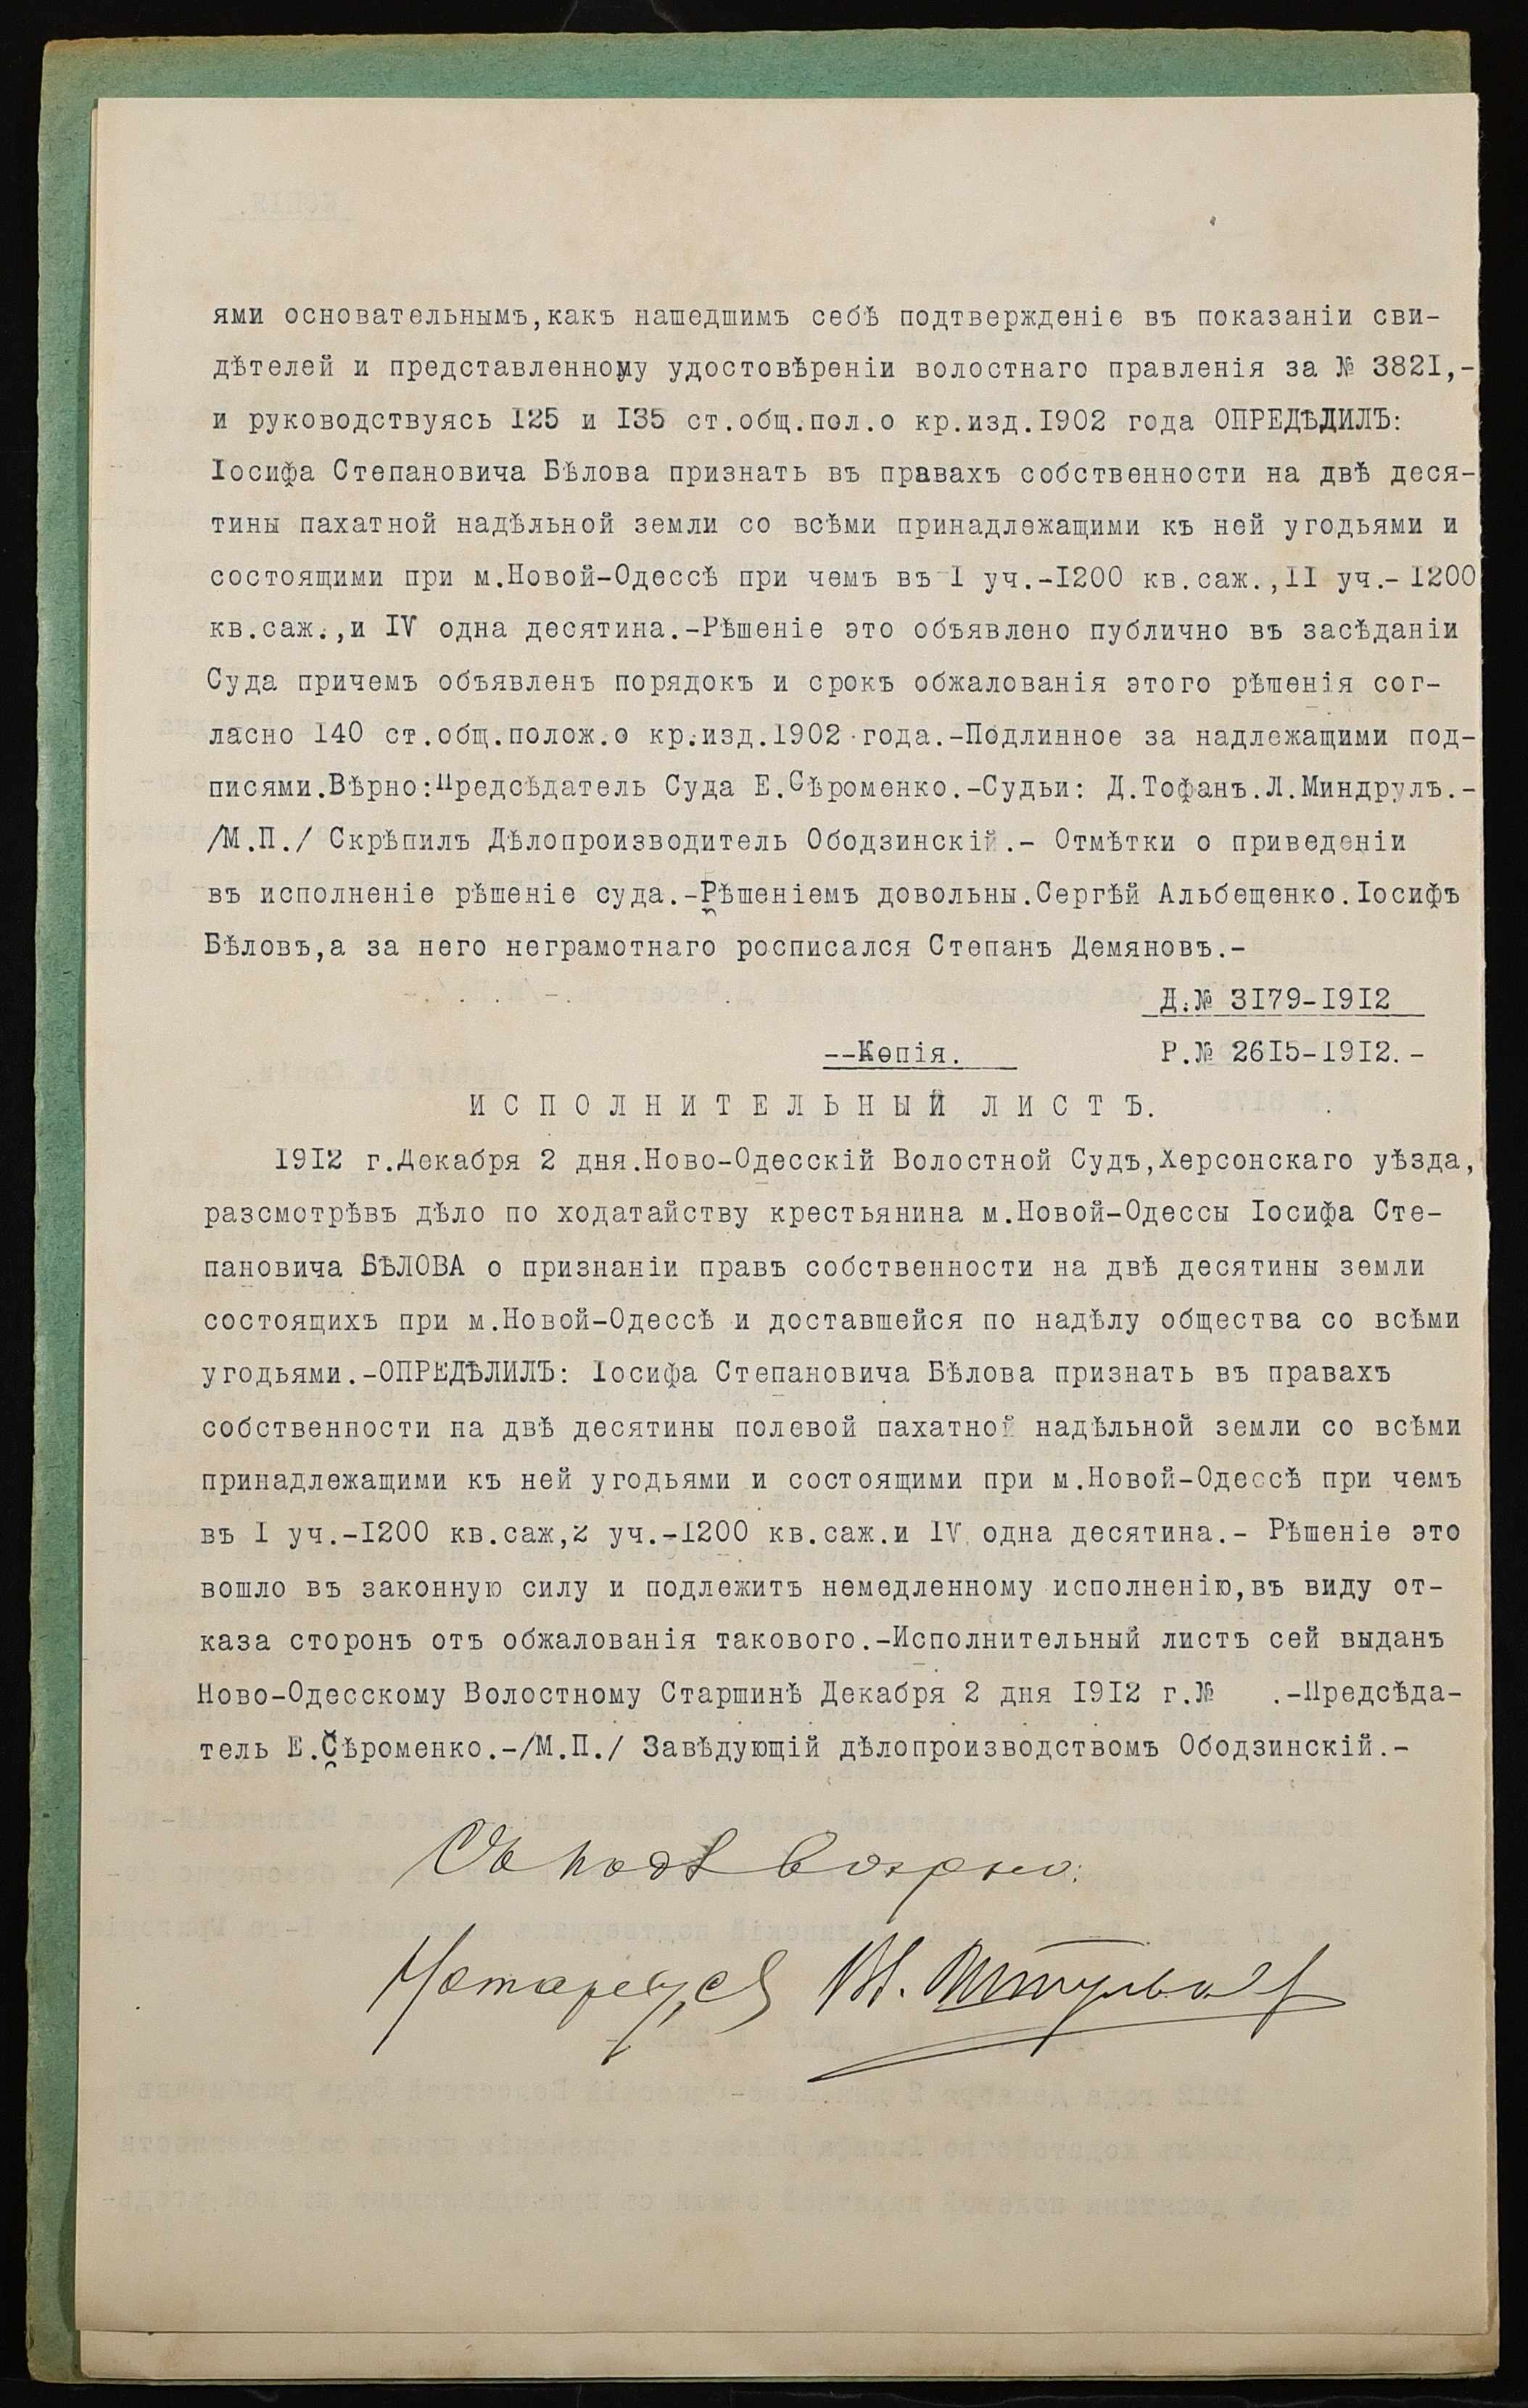 ями основательнымъ,какъ нашедшимъ себѣ подтвержденіе въ показаніи сви-
дѣтелей и представленному удостовѣреніи волостнаго правленія за № 3821,-
и руководствуясь 125 и 135 ст.общ.пол.о кр.изд.1902 года ОПРЕДѢДИЛЪ:
Іосифа Степановича Бѣлова признать въ правахъ собственности на двѣ деся-
тины пахатной надѣльной земли со всѣми принадлежащими къ ней угодьями и
состоящими при м.Новой-Одессѣ при чемъ въ 1 уч.-1200 кв.саж.,11 уч.-1200
кв.саж.,и IV одна десятина.-Рѣшеніе это объявлено публично въ засѣданіи
Суда причемъ объявленъ порядокъ и срокъ обжалованія этого рѣшенія сог-
ласно 140 ст.общ.полож.о кр.изд.1902 года.-Подлинное за надлежащими под-
писями.Вѣрно:Предсѣдатель Суда Е.Сѣроменко.-Судьи: Д.Тофанъ.Л.Миндрулъ.-
/М.П./ Скрѣпилъ Дѣлопроизводитель Ободзинскій.- Отмѣтки о приведеніи
въ исполненіе рѣшеніе суда.-Рѣшеніемъ довольны.Сергѣй Альбещенко.Іосифъ
Бѣловъ,а за него неграмотнаго росписался Степанъ Демяновъ.-
Д.№ 3179-1912
--Копія. Р.№ 2615-1912.-
ИСПОЛНИТЕЛЬНЫЙ ЛИСТЪ.
1912 г.Декабря 2 дня.Ново-Одесскій Волостной Судъ,Херсонскаго уѣзда,
разсмотрѣвъ дѣло по ходатайству крестьянина м.Новой-Одессы Іосифа Сте-
пановича БѢЛОВА о признаніи правъ собственности на двѣ десятины земли
состоящихъ при м.Новой-Одессѣ и доставшейся по надѣлу общества со всѣми
угодьями.-ОПРЕДѢЛИЛЪ: Іосифа Степановича Бѣлова признать въ правахъ
собственности на двѣ десятины полевой пахатной надѣльной земли со всѣми
принадлежащими къ ней угодьями и состоящими при м.Новой-Одессѣ при чемъ
въ 1 уч.-1200 кв.саж,2 уч.-1200 кв.саж.и 1V одна десятина.- Рѣшеніе это
вошло въ законную силу и подлежитъ немедленному исполненію,въ виду от-
каза сторонъ отъ обжалованія такового.-Исполнительный листъ сей выданъ
Ново-Одесскому Волостному Старшинѣ Декабря 2 дня 1912 г.№ .-Предсѣда-
тель Е.Сѣроменко.-/М.П./ Завѣдующій дѣлопроизводствомъ Ободзинскій.-